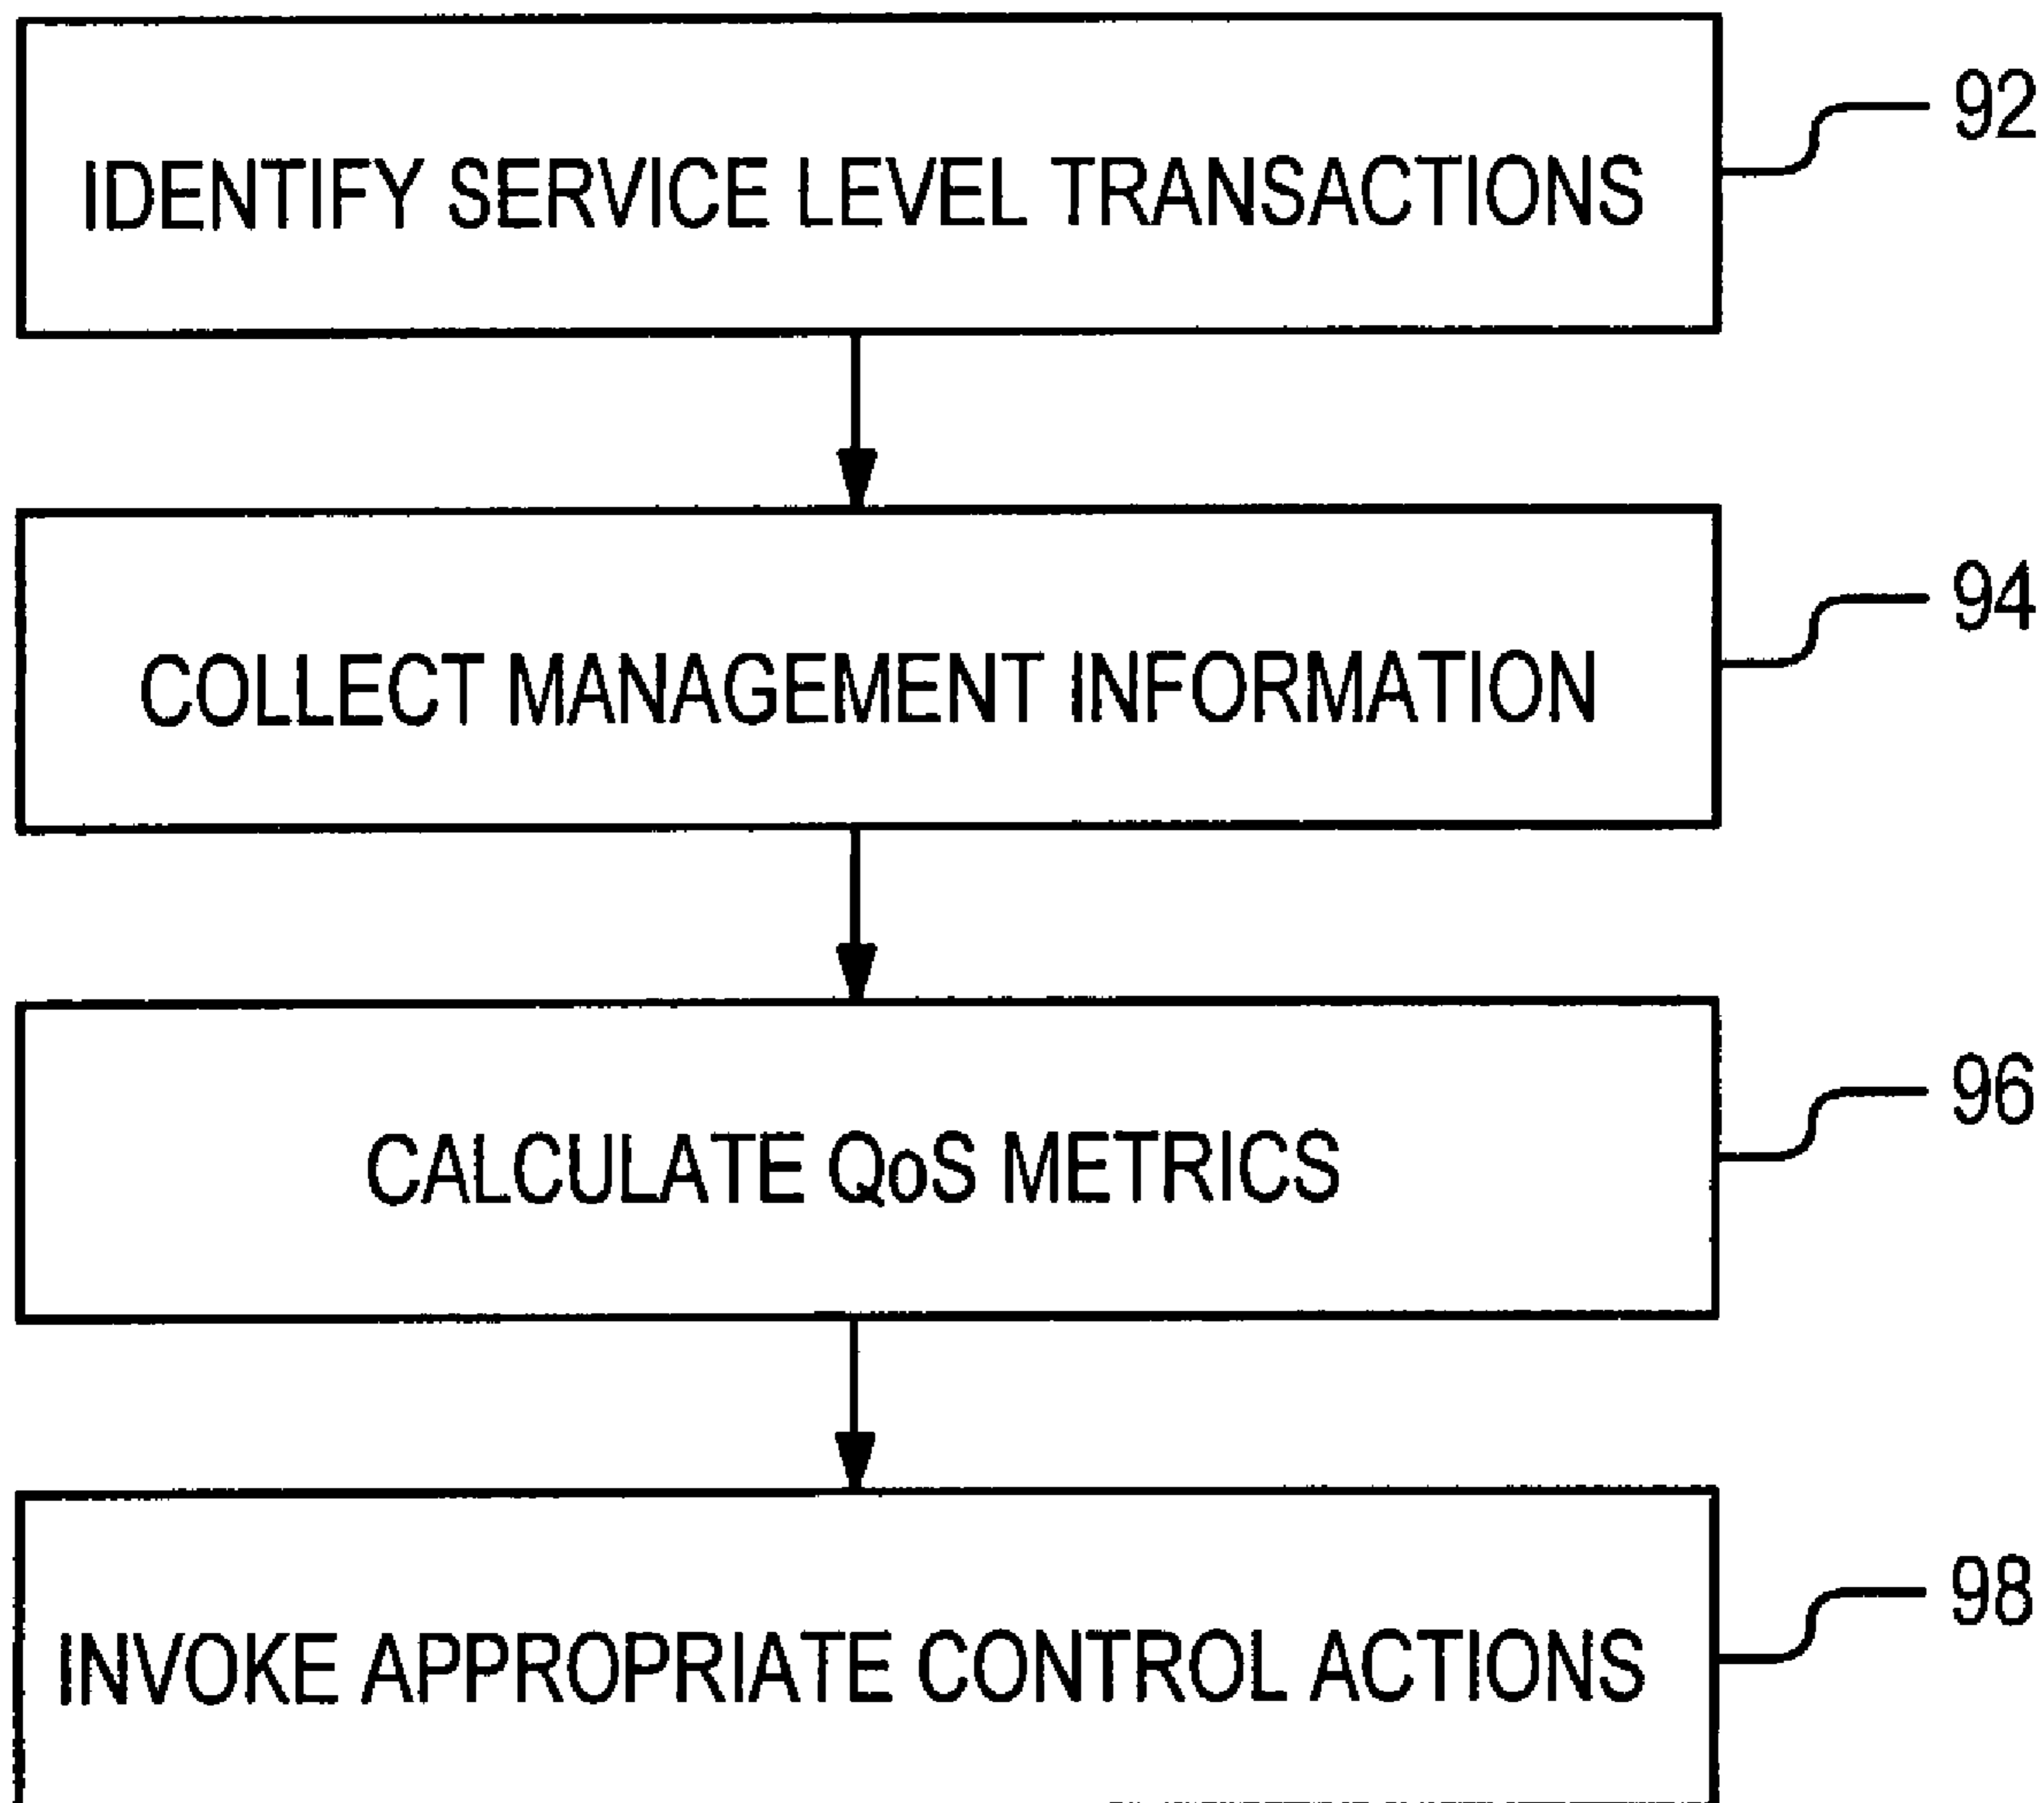 IDENTIFY SERVICE LEVEL TRANSACTIONS
92
COLLECT MANAGEMENT INFORMATION
94
CALCULATE QoS METRICS
96
INVOKE APPROPRIATE CONTROL ACTIONS
98